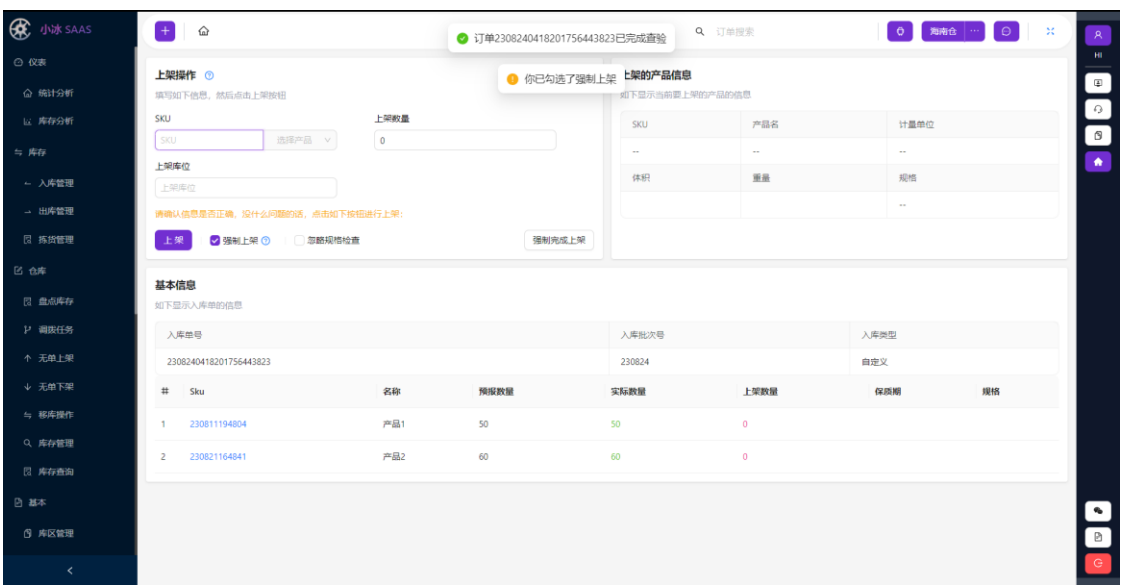 小冰 SAAS
仪表
统计分析
库存分析
库存
入库管理
出库管理
拣货管理
仓库
盘点库存
调拨任务
无单上架
无单下架
移库操作
库存管理
库存查询
基本
库区管理
订单2308240418201756443823已完成查验
你已勾选了强制上架
订单搜索
海南仓
HI
上架操作
填写如下信息, 然后点击上架按钮
SKU
上架数量
SKU
选择产品
0
上架库位
上架库位
请确认信息是否正确, 没什么问题的话, 点击如下按钮进行上架:
上架
强制上架
忽略规格检查
强制完成上架
上架的产品信息
如下显示当前要上架的产品的信息
SKU 产品名 计量单位
-- -- --
体积 重量 规格
--
基本信息
如下显示入库单的信息
入库单号 入库批次号 入库类型
2308240418201756443823 230824 自定义
# Sku 名称 预报数量 实际数量 上架数量 保质期 规格
1 230811194804 产品1 50 50 0
2 230821164841 产品2 60 60 0